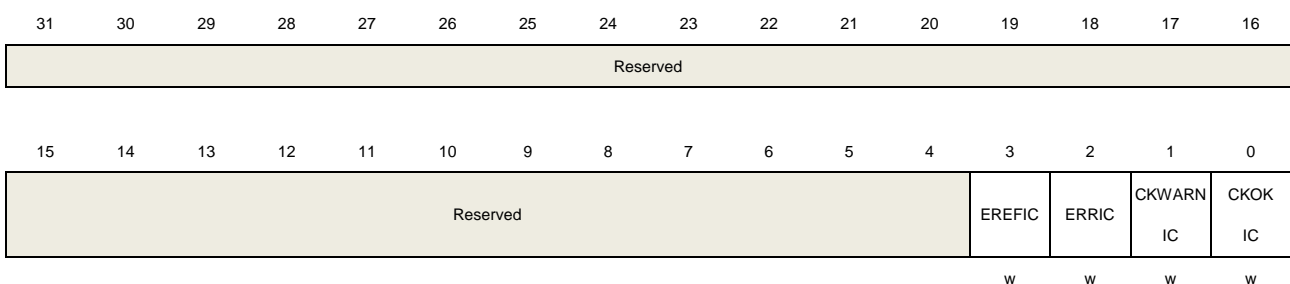 31 30 29 28 27 26 25 24 23 22 21 20 19 18 17 16
Reserved
15 14 13 12 11 10 9 8 7 6 5 4 3 2 1 0
Reserved EREFIC ERRIC CKWARN CKOK
IC IC
w w w w